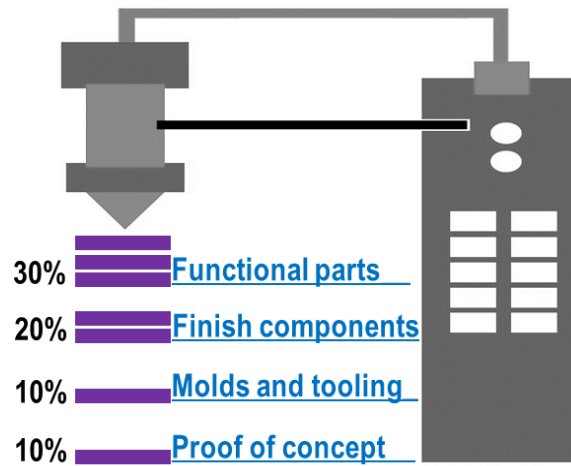 30% Functional parts
20% Finish components
10% Molds and tooling
10% Proof of concept